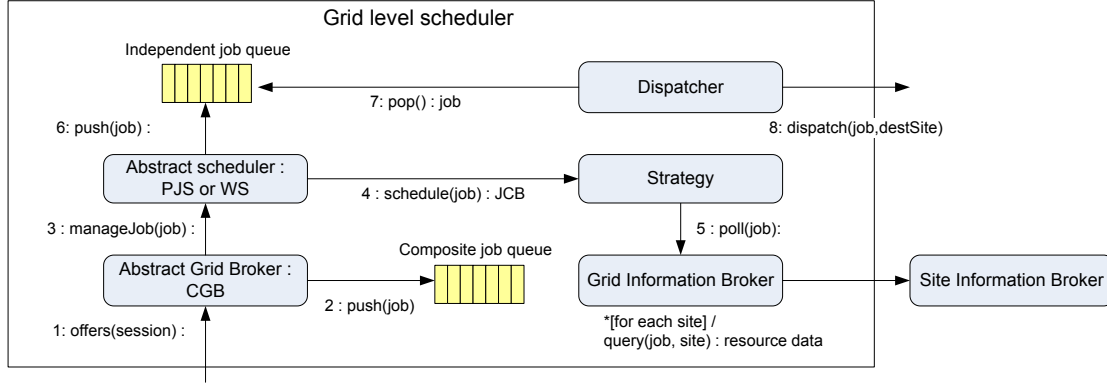 Grid level scheduler
Independent job queue
Dispatcher
7: pop() : job
8: dispatch(job,destSite)
6: push(job) :
Abstract scheduler :
PJS or WS
4 : schedule(job) : JCB
Strategy
3 : manageJob(job) :
5 : poll(job):
Composite job queue
Abstract Grid Broker :
CGB
2 : push(job)
Grid Information Broker
Site Information Broker
1: offers(session) :
*[for each site] /
query(job, site) : resource data